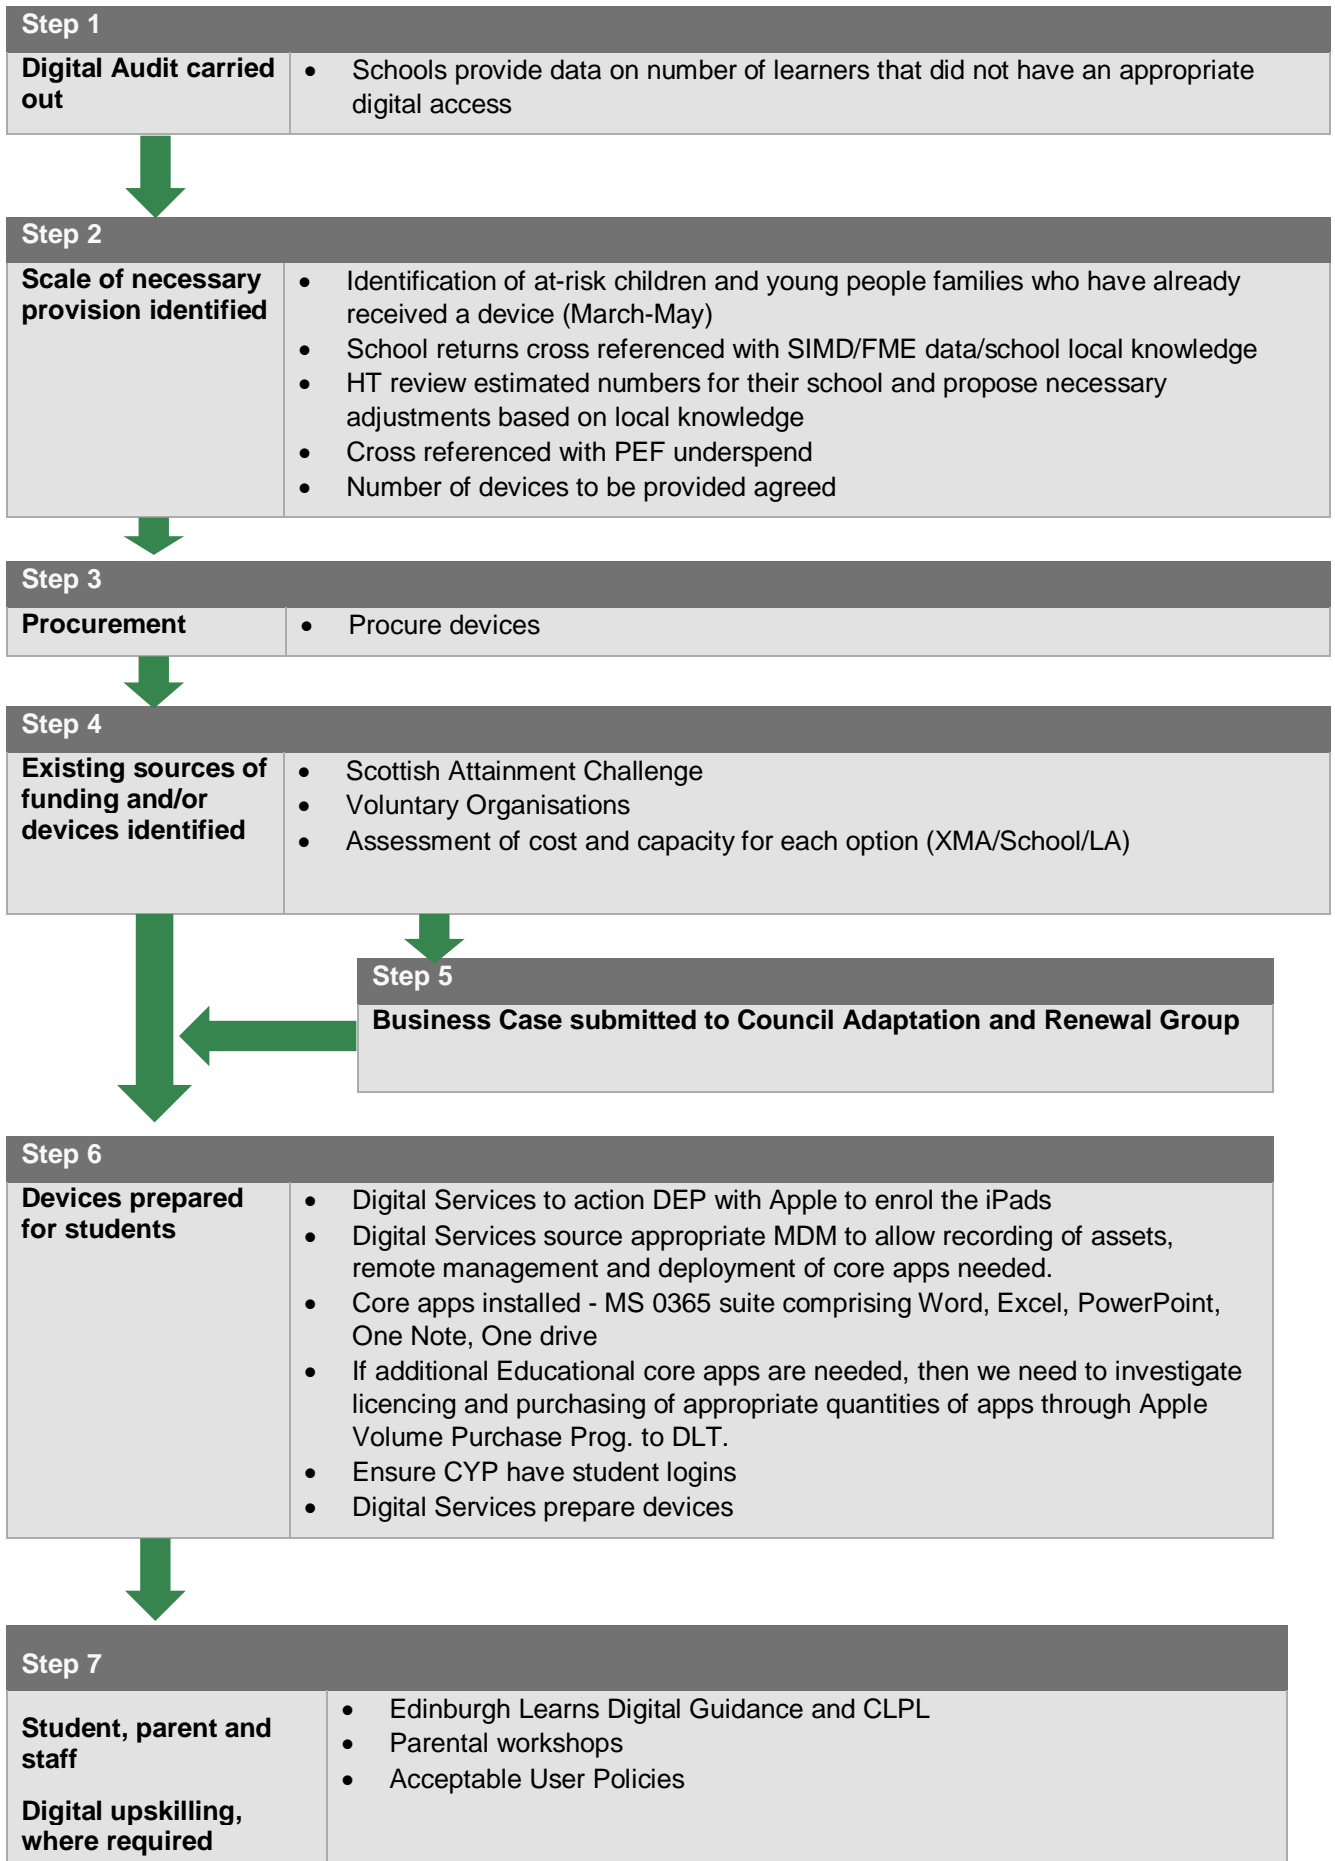 Step 1
Digital Audit carried
out
• Schools provide data on number of learners that did not have an appropriate
digital access
Step 2
Scale of necessary
provision identified
• Identification of at-risk children and young people families who have already
received a device (March-May)
• School returns cross referenced with SIMD/FME data/school local knowledge
• HT review estimated numbers for their school and propose necessary
adjustments based on local knowledge
• Cross referenced with PEF underspend
• Number of devices to be provided agreed
Step 3
Procurement
• Procure devices
Step 4
Existing sources of
funding and/or
devices identified
• Scottish Attainment Challenge
• Voluntary Organisations
• Assessment of cost and capacity for each option (XMA/School/LA)
Step 5
Business Case submitted to Council Adaptation and Renewal Group
Step 6
Devices prepared
for students
• Digital Services to action DEP with Apple to enrol the iPads
• Digital Services source appropriate MDM to allow recording of assets,
remote management and deployment of core apps needed.
• Core apps installed - MS 0365 suite comprising Word, Excel, PowerPoint,
One Note, One drive
• If additional Educational core apps are needed, then we need to investigate
licencing and purchasing of appropriate quantities of apps through Apple
Volume Purchase Prog. to DLT.
• Ensure CYP have student logins
• Digital Services prepare devices
Step 7
Student, parent and
staff
Digital upskilling,
where required
• Edinburgh Learns Digital Guidance and CLPL
• Parental workshops
• Acceptable User Policies